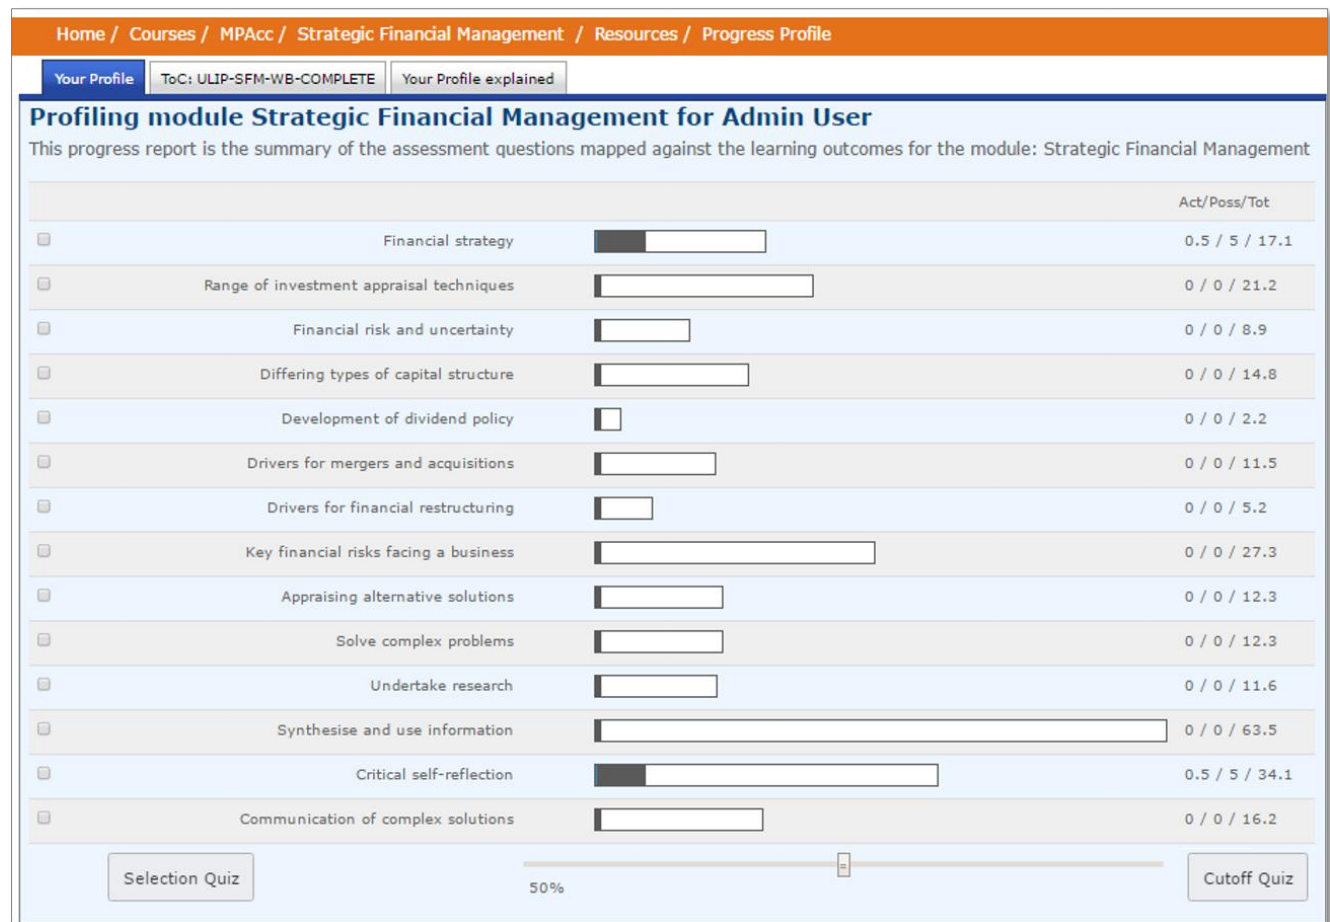 Home / Courses / MPAcc / Strategic Financial Management / Resources / Progress Profile
Your Profile ToC: ULIP-SFM-WB-COMPLETE Your Profile explained
Profiling module Strategic Financial Management for Admin User
This progress report is the summary of the assessment questions mapped against the learning outcomes for the module: Strategic Financial Management
Act/Poss/Tot
Financial strategy 0.5 / 5 / 17.1
Range of investment appraisal techniques 0 / 0 / 21.2
Financial risk and uncertainty 0 / 0 / 8.9
Differing types of capital structure 0 / 0 / 14.8
Development of dividend policy 0 / 0 / 2.2
Drivers for mergers and acquisitions 0 / 0 / 11.5
Drivers for financial restructuring 0 / 0 / 5.2
Key financial risks facing a business 0 / 0 / 27.3
Appraising alternative solutions 0 / 0 / 12.3
Solve complex problems 0 / 0 / 12.3
Undertake research 0 / 0 / 11.6
Synthesise and use information 0 / 0 / 63.5
Critical self-reflection 0.5 / 5 / 34.1
Communication of complex solutions 0 / 0 / 16.2
Selection Quiz 50% Cutoff Quiz